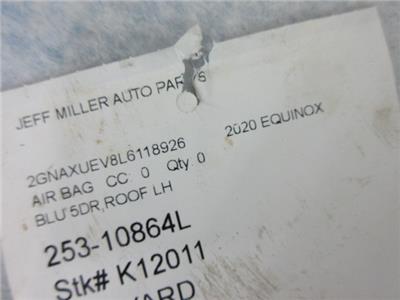 JEFF MILLER AUTO PARTS
2GNAXUEV8L6118926 2020 EQUINOX
AIR BAG CC: 0 Qty: 0
BLU 5DR,ROOF LH
253-10864L
Stk# K12011
YARD